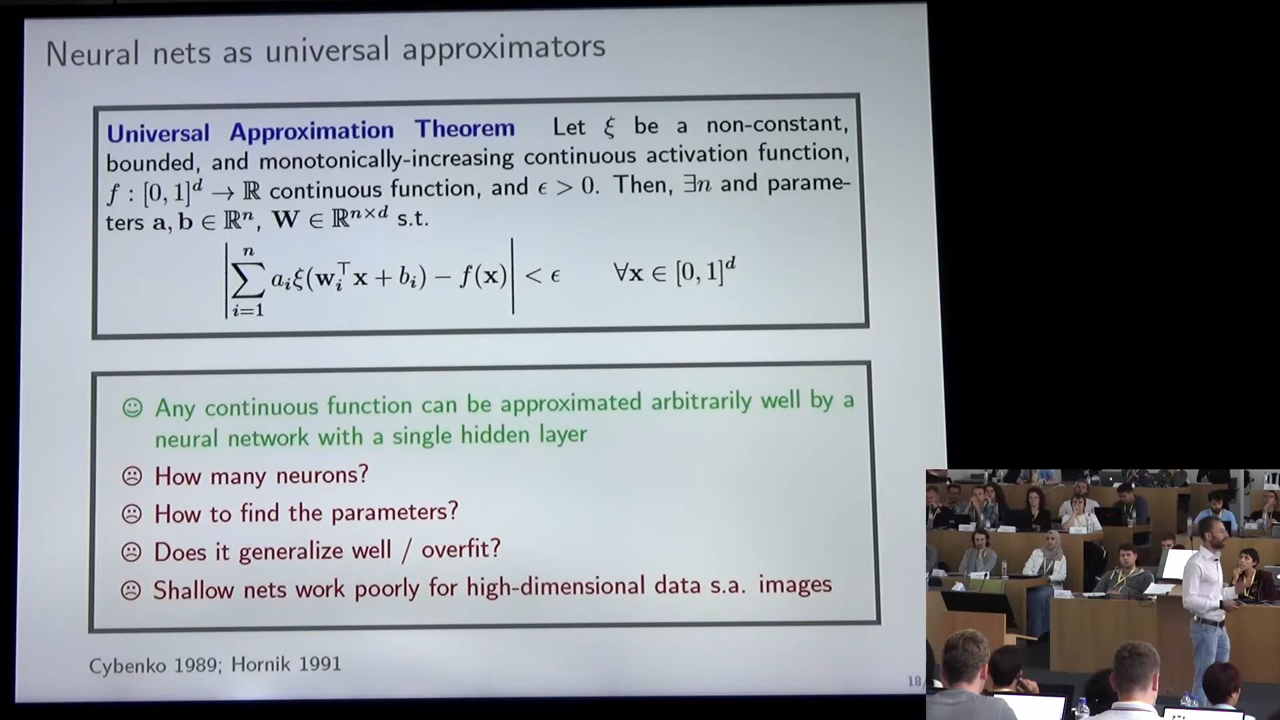 Neural nets as universal approximators
Universal Approximation Theorem Let ξ be a non-constant,
bounded, and monotonically-increasing continuous activation function,
f : [0, 1]^d → ℝ continuous function, and ϵ > 0. Then, ∃n and parame-
ters a, b ∈ ℝ^n, W ∈ ℝ^{n×d} s.t.
|∑_{i=1}^{n} a_i ξ(w_i^⊤ x + b_i) − f(x)| < ϵ ∀x ∈ [0, 1]^d
☺ Any continuous function can be approximated arbitrarily well by a
neural network with a single hidden layer
☹ How many neurons?
☹ How to find the parameters?
☹ Does it generalize well / overfit?
☹ Shallow nets work poorly for high-dimensional data s.a. images
Cybenko 1989; Hornik 1991
18/